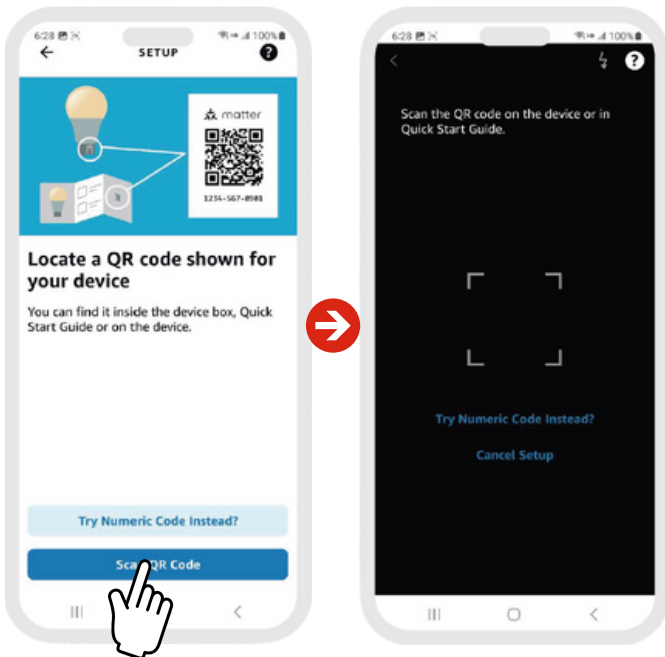 6:28
100%
SETUP
?
matter
1234-567-8901
Locate a QR code shown for
your device
You can find it inside the device box, Quick
Start Guide or on the device.
Try Numeric Code Instead?
Scan QR Code
6:28
100%
?
Scan the QR code on the device or in
Quick Start Guide.
Try Numeric Code Instead?
Cancel Setup